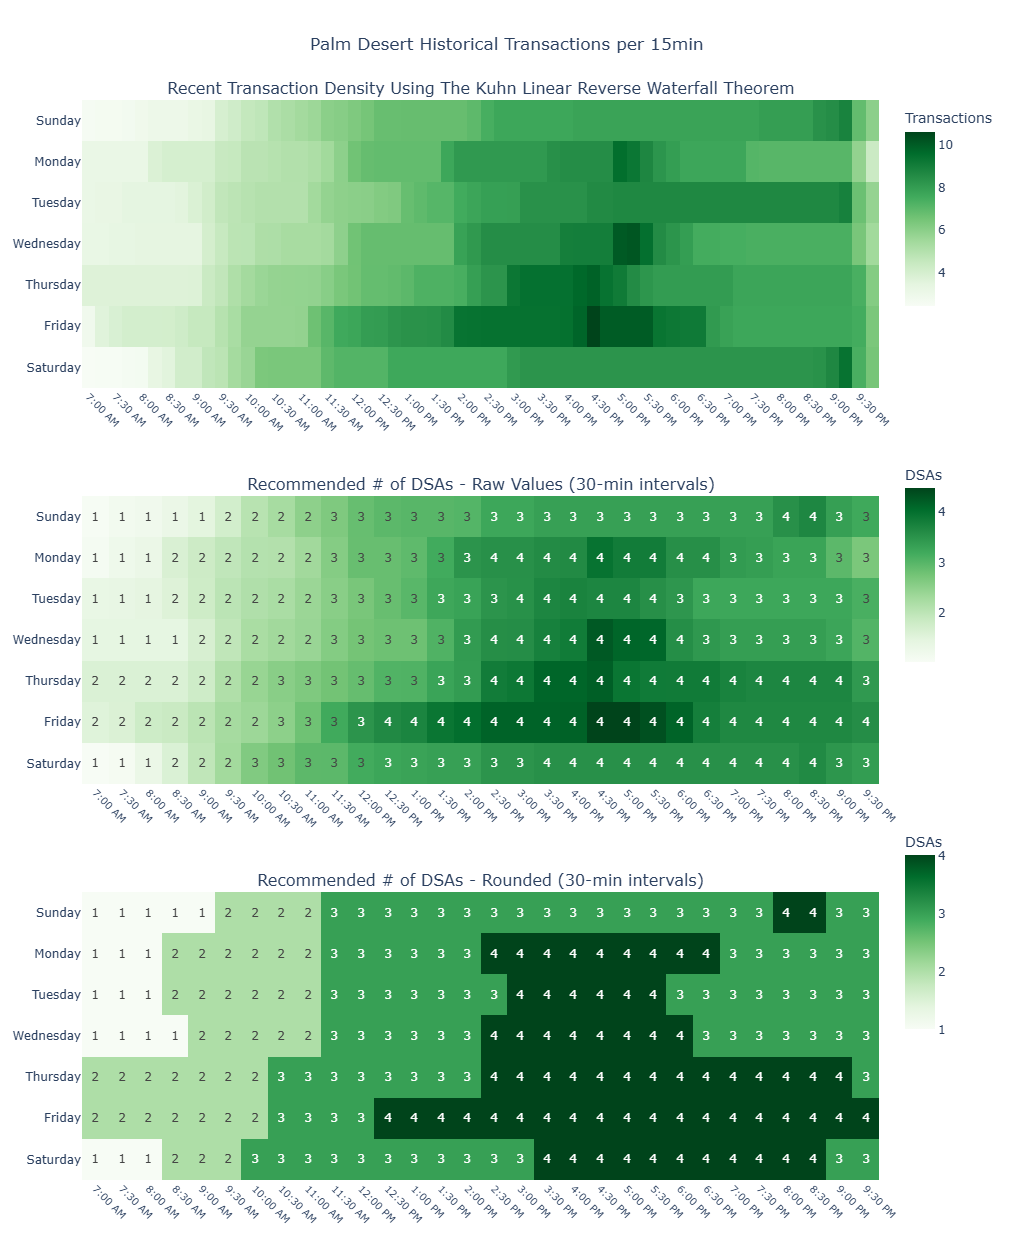 Palm Desert Historical Transactions per 15min
Recent Transaction Density Using The Kuhn Linear Reverse Waterfall Theorem
Sunday
Monday
Tuesday
Wednesday
Thursday
Friday
Saturday
7:00 AM 7:30 AM 8:00 AM 8:30 AM 9:00 AM 9:30 AM 10:00 AM 10:30 AM 11:00 AM 11:30 AM 12:00 PM 12:30 PM 1:00 PM 1:30 PM 2:00 PM 2:30 PM 3:00 PM 3:30 PM 4:00 PM 4:30 PM 5:00 PM 5:30 PM 6:00 PM 6:30 PM 7:00 PM 7:30 PM 8:00 PM 8:30 PM 9:00 PM 9:30 PM
Transactions
10
8
6
4
Recommended # of DSAs - Raw Values (30-min intervals)
Sunday 1 1 1 1 1 2 2 2 2 3 3 3 3 3 3 3 3 3 3 3 3 3 3 3 3 3 4 4 3 3
Monday 1 1 1 2 2 2 2 2 2 3 3 3 3 3 3 4 4 4 4 4 4 4 4 4 3 3 3 3 3 3
Tuesday 1 1 1 2 2 2 2 2 2 3 3 3 3 3 3 3 4 4 4 4 4 4 3 3 3 3 3 3 3 3
Wednesday 1 1 1 1 2 2 2 2 2 3 3 3 3 3 3 4 4 4 4 4 4 4 4 3 3 3 3 3 3 3
Thursday 2 2 2 2 2 2 2 3 3 3 3 3 3 3 3 4 4 4 4 4 4 4 4 4 4 4 4 4 4 3
Friday 2 2 2 2 2 2 2 3 3 3 3 4 4 4 4 4 4 4 4 4 4 4 4 4 4 4 4 4 4 4
Saturday 1 1 1 2 2 2 3 3 3 3 3 3 3 3 3 3 3 4 4 4 4 4 4 4 4 4 4 4 3 3
7:00 AM 7:30 AM 8:00 AM 8:30 AM 9:00 AM 9:30 AM 10:00 AM 10:30 AM 11:00 AM 11:30 AM 12:00 PM 12:30 PM 1:00 PM 1:30 PM 2:00 PM 2:30 PM 3:00 PM 3:30 PM 4:00 PM 4:30 PM 5:00 PM 5:30 PM 6:00 PM 6:30 PM 7:00 PM 7:30 PM 8:00 PM 8:30 PM 9:00 PM 9:30 PM
DSAs
4
3
2
Recommended # of DSAs - Rounded (30-min intervals)
Sunday 1 1 1 1 1 2 2 2 2 3 3 3 3 3 3 3 3 3 3 3 3 3 3 3 3 3 4 4 3 3
Monday 1 1 1 2 2 2 2 2 2 3 3 3 3 3 3 4 4 4 4 4 4 4 4 4 3 3 3 3 3 3
Tuesday 1 1 1 2 2 2 2 2 2 3 3 3 3 3 3 3 4 4 4 4 4 4 3 3 3 3 3 3 3 3
Wednesday 1 1 1 1 2 2 2 2 2 3 3 3 3 3 3 4 4 4 4 4 4 4 4 3 3 3 3 3 3 3
Thursday 2 2 2 2 2 2 2 3 3 3 3 3 3 3 3 4 4 4 4 4 4 4 4 4 4 4 4 4 4 3
Friday 2 2 2 2 2 2 2 3 3 3 3 4 4 4 4 4 4 4 4 4 4 4 4 4 4 4 4 4 4 4
Saturday 1 1 1 2 2 2 3 3 3 3 3 3 3 3 3 3 3 4 4 4 4 4 4 4 4 4 4 4 3 3
7:00 AM 7:30 AM 8:00 AM 8:30 AM 9:00 AM 9:30 AM 10:00 AM 10:30 AM 11:00 AM 11:30 AM 12:00 PM 12:30 PM 1:00 PM 1:30 PM 2:00 PM 2:30 PM 3:00 PM 3:30 PM 4:00 PM 4:30 PM 5:00 PM 5:30 PM 6:00 PM 6:30 PM 7:00 PM 7:30 PM 8:00 PM 8:30 PM 9:00 PM 9:30 PM
DSAs
4
3
2
1